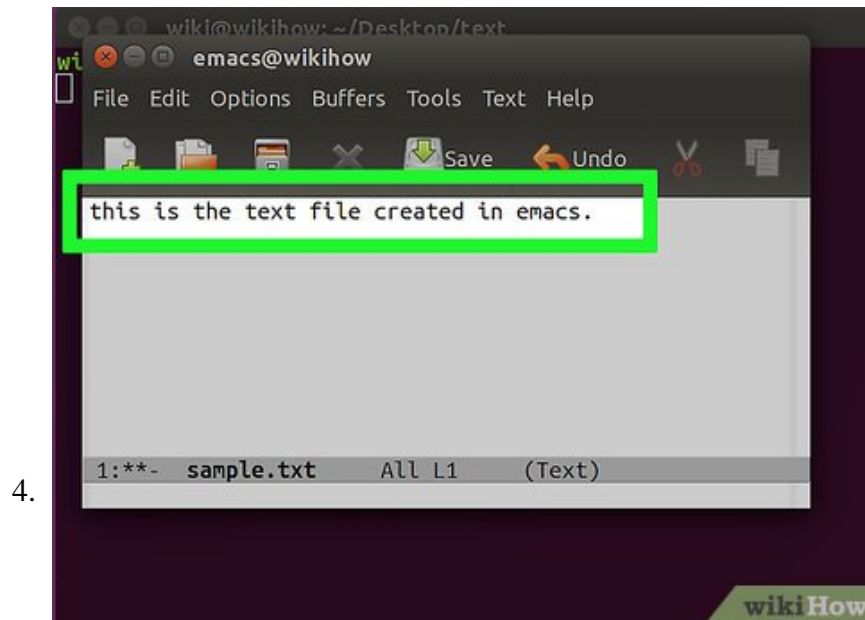 wiki@wikihow: ~/Desktop/text
wi
emacs@wikihow
File Edit Options Buffers Tools Text Help
Save Undo
this is the text file created in emacs.
1:**- sample.txt All L1 (Text)
4.
wikiHow